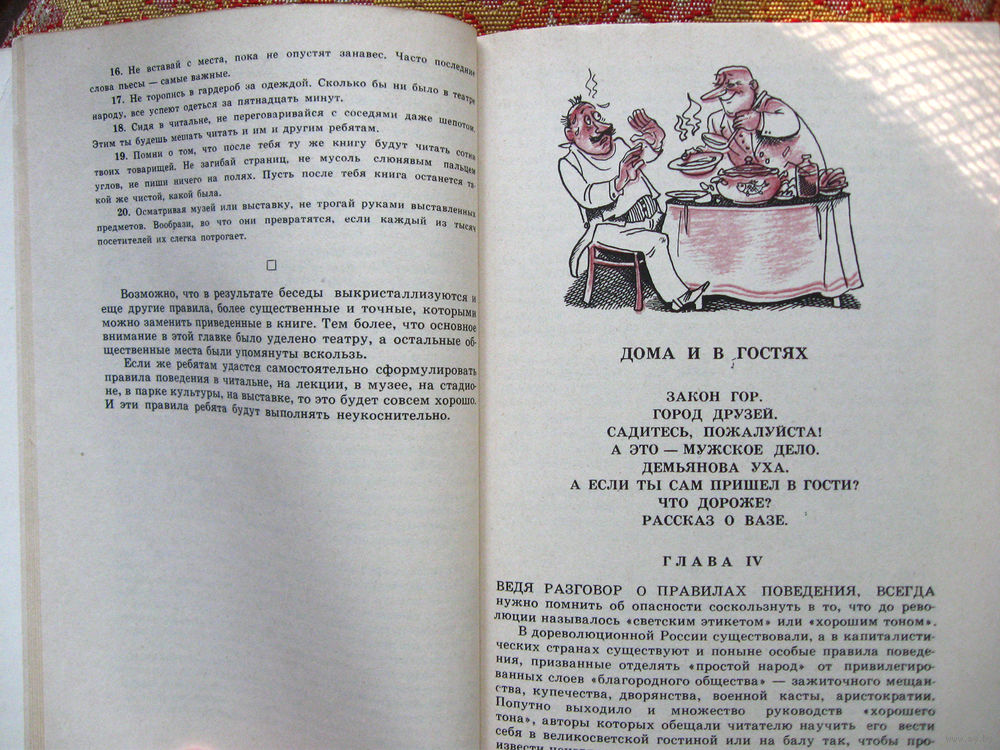 16. Не вставай с места, пока не опустят занавес. Часто последние
слова пьесы — самые важные.
17. Не торопись в гардероб за одеждой. Сколько бы ни было в театре
народу, все успеют одеться за пятнадцать минут.
18. Сидя в читальне, не переговаривайся с соседями даже шепотом.
Этим ты будешь мешать читать и им и другим ребятам.
19. Помни о том, что после тебя ту же книгу будут читать сотни
твоих товарищей. Не загибай страниц, не мусоль слюнявым пальцем
углов, не пиши ничего на полях. Пусть после тебя книга останется та-
кой же чистой, какой была.
20. Осматривая музей или выставку, не трогай руками выставленных
предметов. Вообрази, во что они превратятся, если каждый из тысяч
посетителей их слегка потрогает.
Возможно, что в результате беседы выкристаллизуются и
еще другие правила, более существенные и точные, которыми
можно заменить приведенные в книге. Тем более, что основное
внимание в этой главке было уделено театру, а остальные об-
щественные места были упомянуты вскользь.
Если же ребятам удастся самостоятельно сформулировать
правила поведения в читальне, на лекции, в музее, на стадио-
не, в парке культуры, на выставке, то это будет совсем хорошо.
И эти правила ребята будут выполнять неукоснительно.
ДОМА И В ГОСТЯХ
ЗАКОН ГОР.
ГОРОД ДРУЗЕЙ.
САДИТЕСЬ, ПОЖАЛУЙСТА!
А ЭТО — МУЖСКОЕ ДЕЛО.
ДЕМЬЯНОВА УХА.
А ЕСЛИ ТЫ САМ ПРИШЕЛ В ГОСТИ?
ЧТО ДОРОЖЕ?
РАССКАЗ О ВАЗЕ.
ГЛАВА IV
ВЕДЯ РАЗГОВОР О ПРАВИЛАХ ПОВЕДЕНИЯ, ВСЕГДА
нужно помнить об опасности соскользнуть в то, что до рево-
люции называлось «светским этикетом» или «хорошим тоном».
В дореволюционной России существовали, а в капиталисти-
ческих странах существуют и поныне особые правила поведе-
ния, призванные отделять «простой народ» от привилегиро-
ванных слоев «благородного общества» — зажиточного мещан-
ства, купечества, дворянства, военной касты, аристократии.
Попутно выходило и множество руководств «хорошего
тона», авторы которых обещали читателю научить его вести
себя в великосветской гостиной или на балу так, чтобы про-